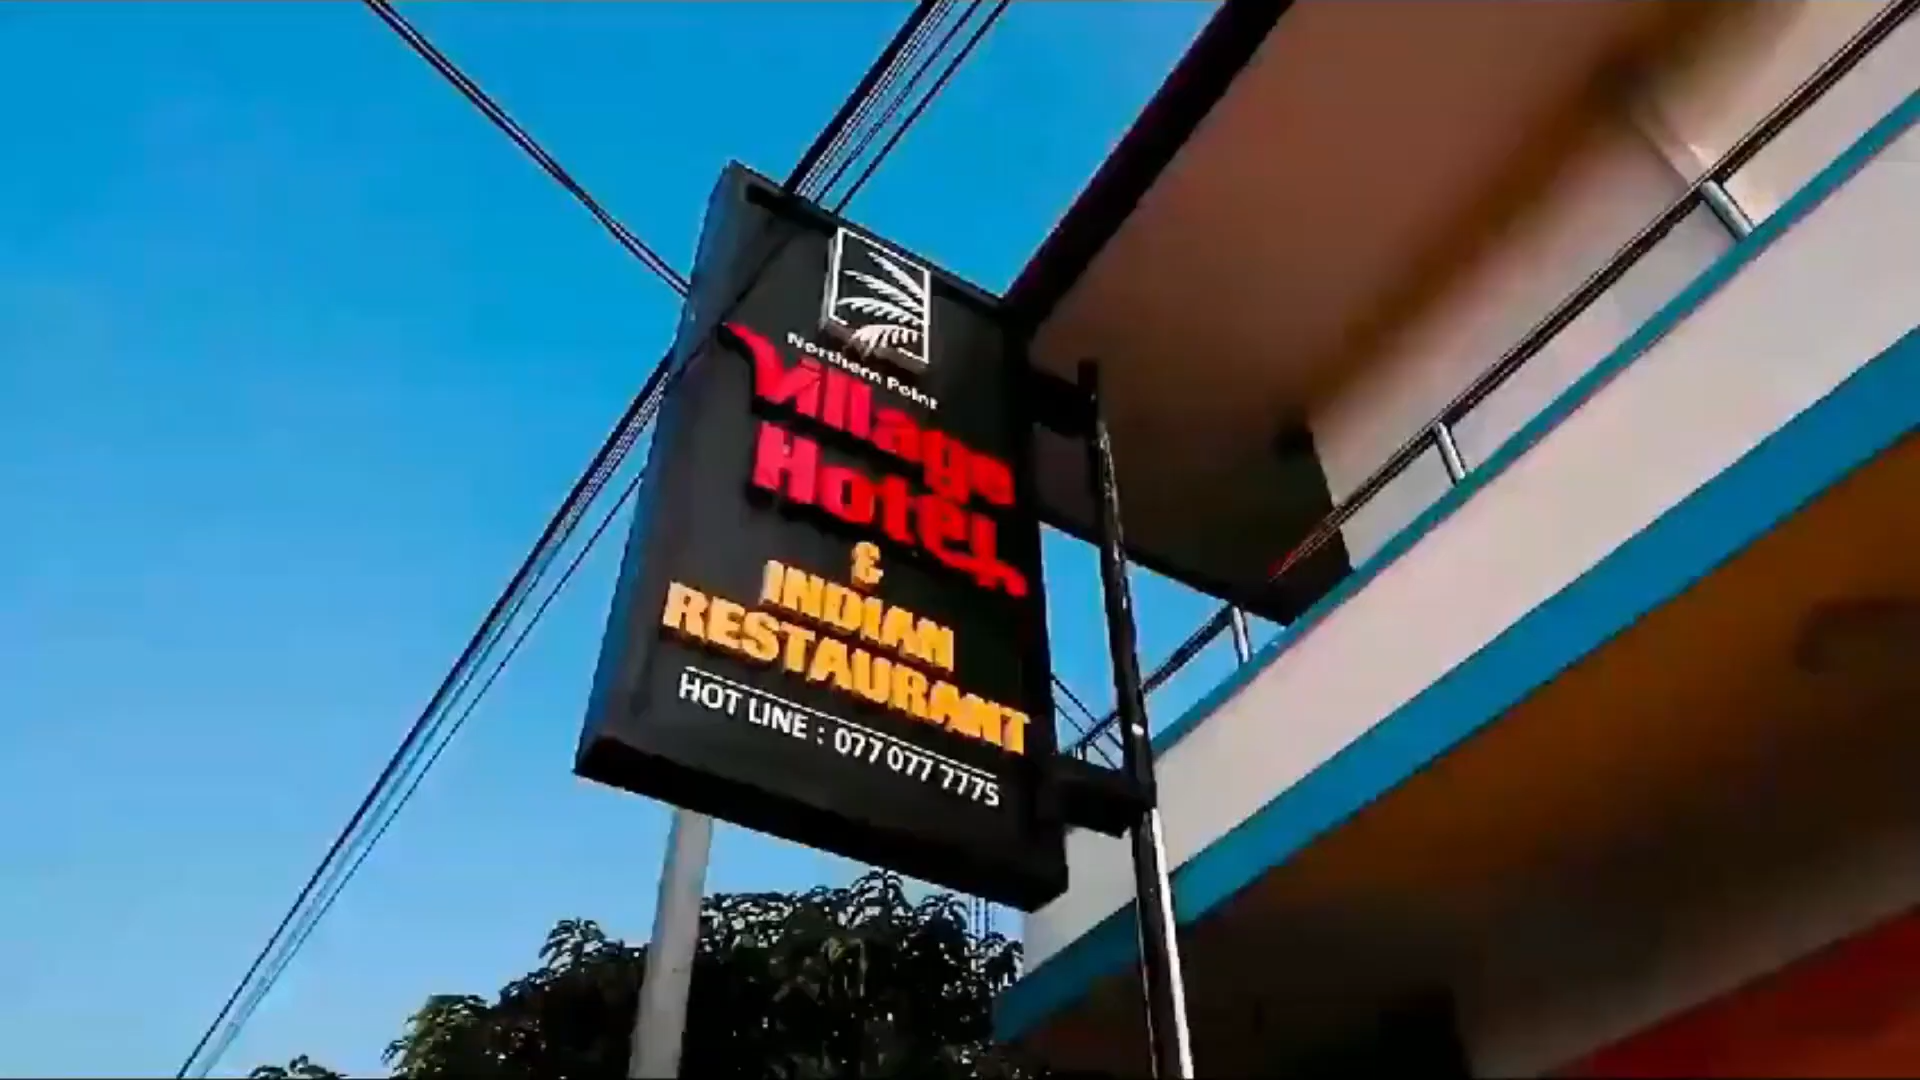 Northern Point
Village
Hotel
&
INDIAN
RESTAURANT
HOT LINE : 077 077 7775